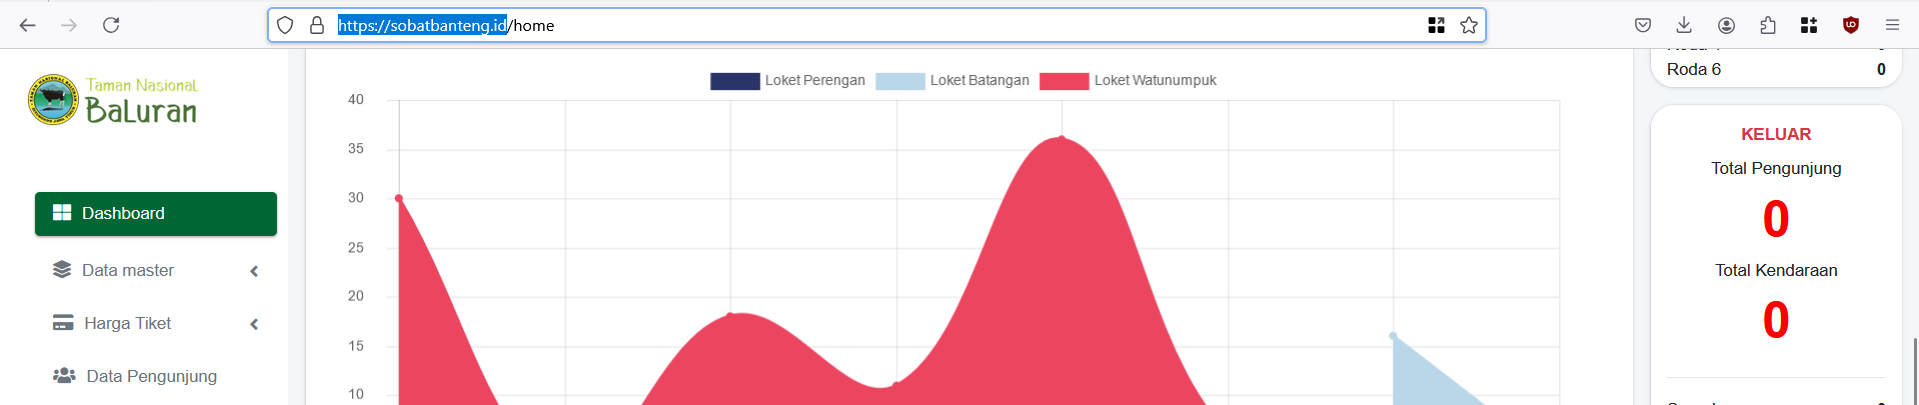 https://sobatbanteng.id/home
Taman Nasional
Baluran
Dashboard
Data master
Harga Tiket
Data Pengunjung
Loket Perengan
Loket Batangan
Loket Watunumpuk
40
35
30
25
20
15
10
Roda 6 0
KELUAR
Total Pengunjung
0
Total Kendaraan
0